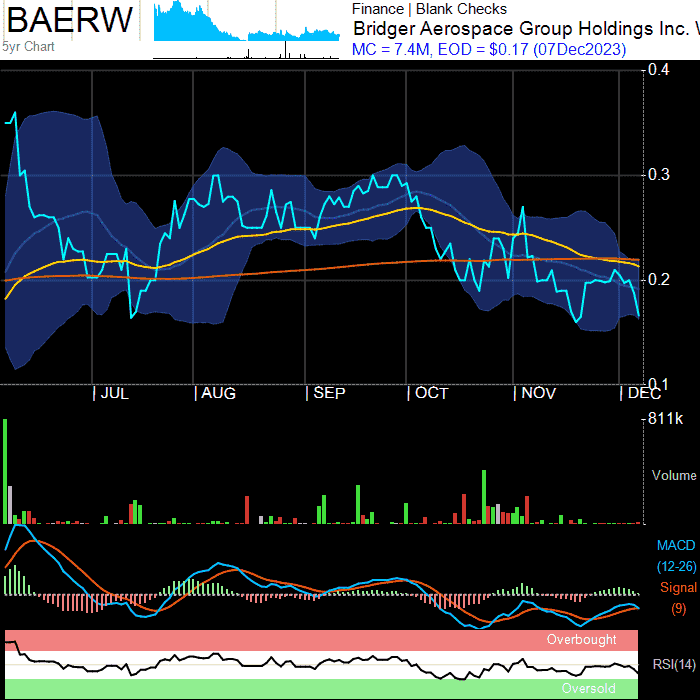 BAERW
5yr Chart
Finance | Blank Checks
Bridger Aerospace Group Holdings Inc. W
MC = 7.4M, EOD = $0.17 (07Dec2023)
0.4
0.3
0.2
0.1
JUL
AUG
SEP
OCT
NOV
DEC
811k
Volume
MACD
(12-26)
Signal
(9)
Overbought
RSI(14)
Oversold